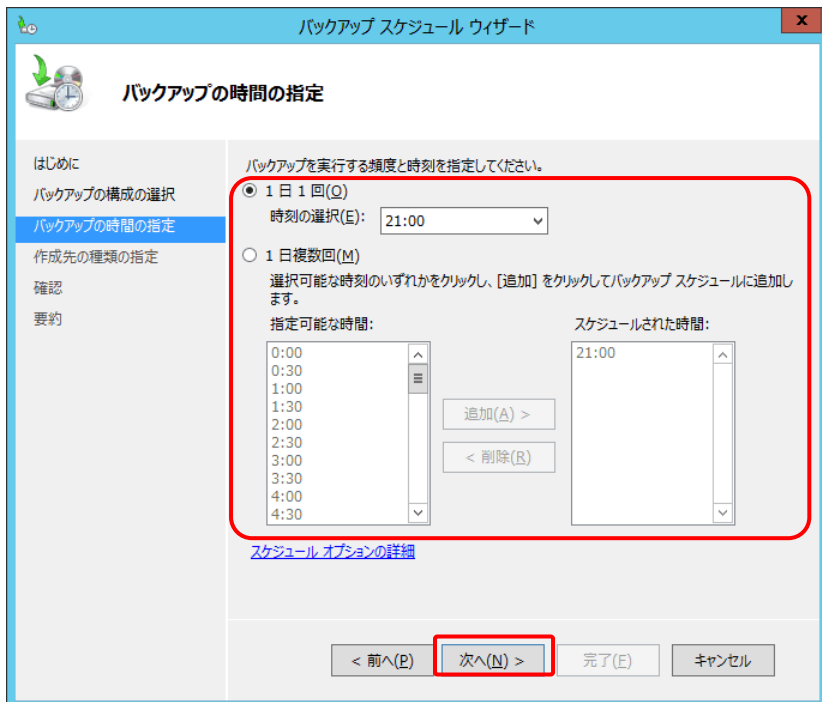 バックアップ スケジュール ウィザード
x
バックアップの時間の指定
はじめに
バックアップの構成の選択
バックアップの時間の指定
作成先の種類の指定
確認
要約
バックアップを実行する頻度と時刻を指定してください。
1 日 1 回(O)
時刻の選択(E):
21:00
1 日複数回(M)
選択可能な時刻のいずれかをクリックし、[追加] をクリックしてバックアップ スケジュールに追加し
ます。
指定可能な時間:
0:00
0:30
1:00
1:30
2:00
2:30
3:00
3:30
4:00
4:30
追加(A) >
< 削除(R)
スケジュールされた時間:
21:00
スケジュール オプションの詳細
< 前へ(P)
次へ(N) >
完了(F)
キャンセル